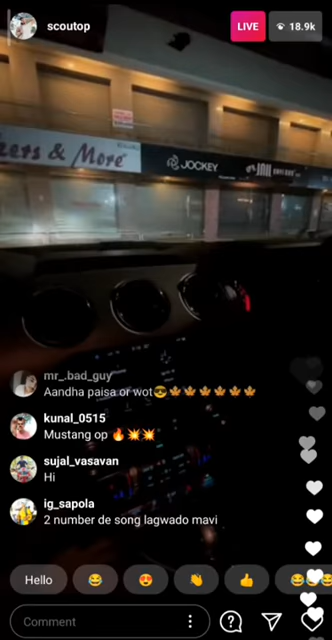 scoutop
LIVE
18.9k
kers & More
JOCKEY
mr_.bad_guy
Aandha paisa or wot😎🍁🍁🍁🍁🍁
kunal_0515
Mustang op 🔥💥💥
sujal_vasavan
Hi
ig_sapola
2 number de song lagwado mavi
Hello
😂
😍
👏
👍
Comment